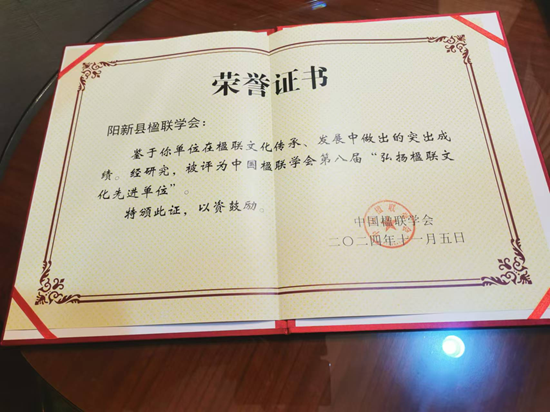 荣誉证书
阳新县楹联学会：
鉴于你单位在楹联文化传承、发展中做出的突出成
绩。经研究，被评为中国楹联学会第八届“弘扬楹联文
化先进单位”。
特颁此证，以资鼓励。
中国楹联学会
二〇二四年十一月五日